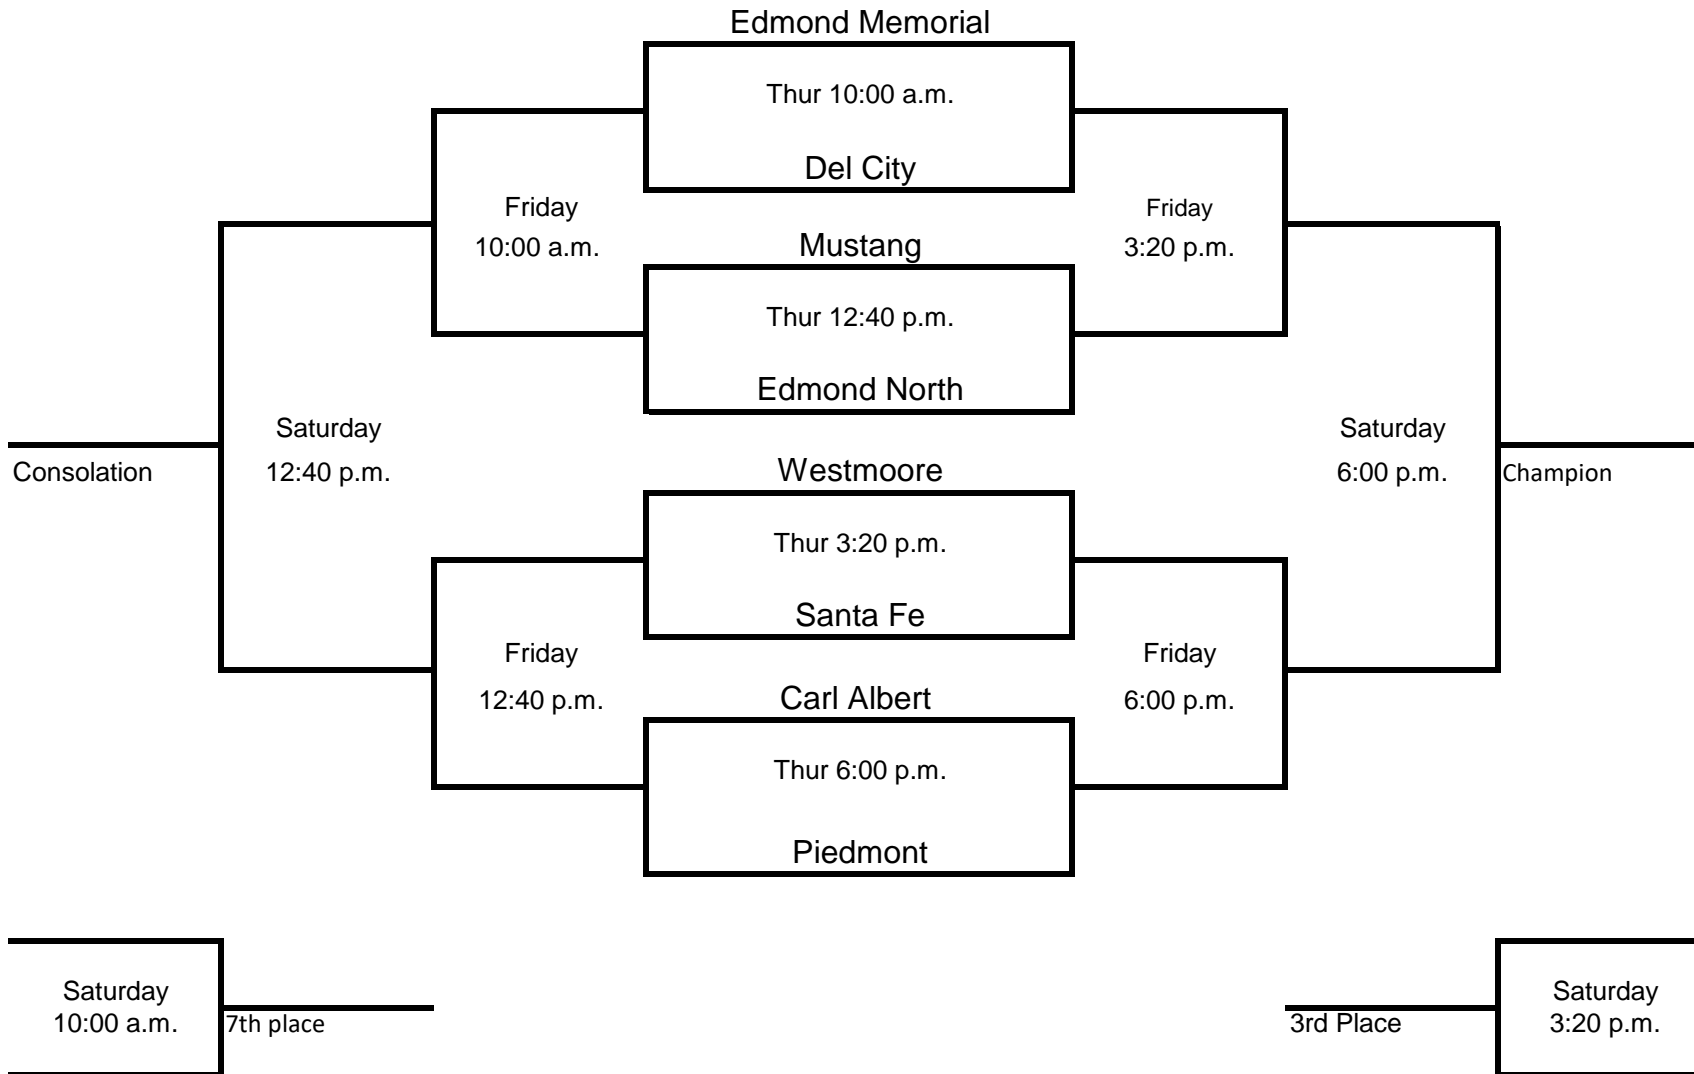 Edmond Memorial
Thur 10:00 a.m.
Del City
Friday
10:00 a.m.
Friday
3:20 p.m.
Mustang
Thur 12:40 p.m.
Edmond North
Saturday
12:40 p.m.
Consolation
Saturday
6:00 p.m.
Champion
Westmoore
Thur 3:20 p.m.
Santa Fe
Friday
12:40 p.m.
Friday
6:00 p.m.
Carl Albert
Thur 6:00 p.m.
Piedmont
Saturday
10:00 a.m.
7th place
3rd Place
Saturday
3:20 p.m.